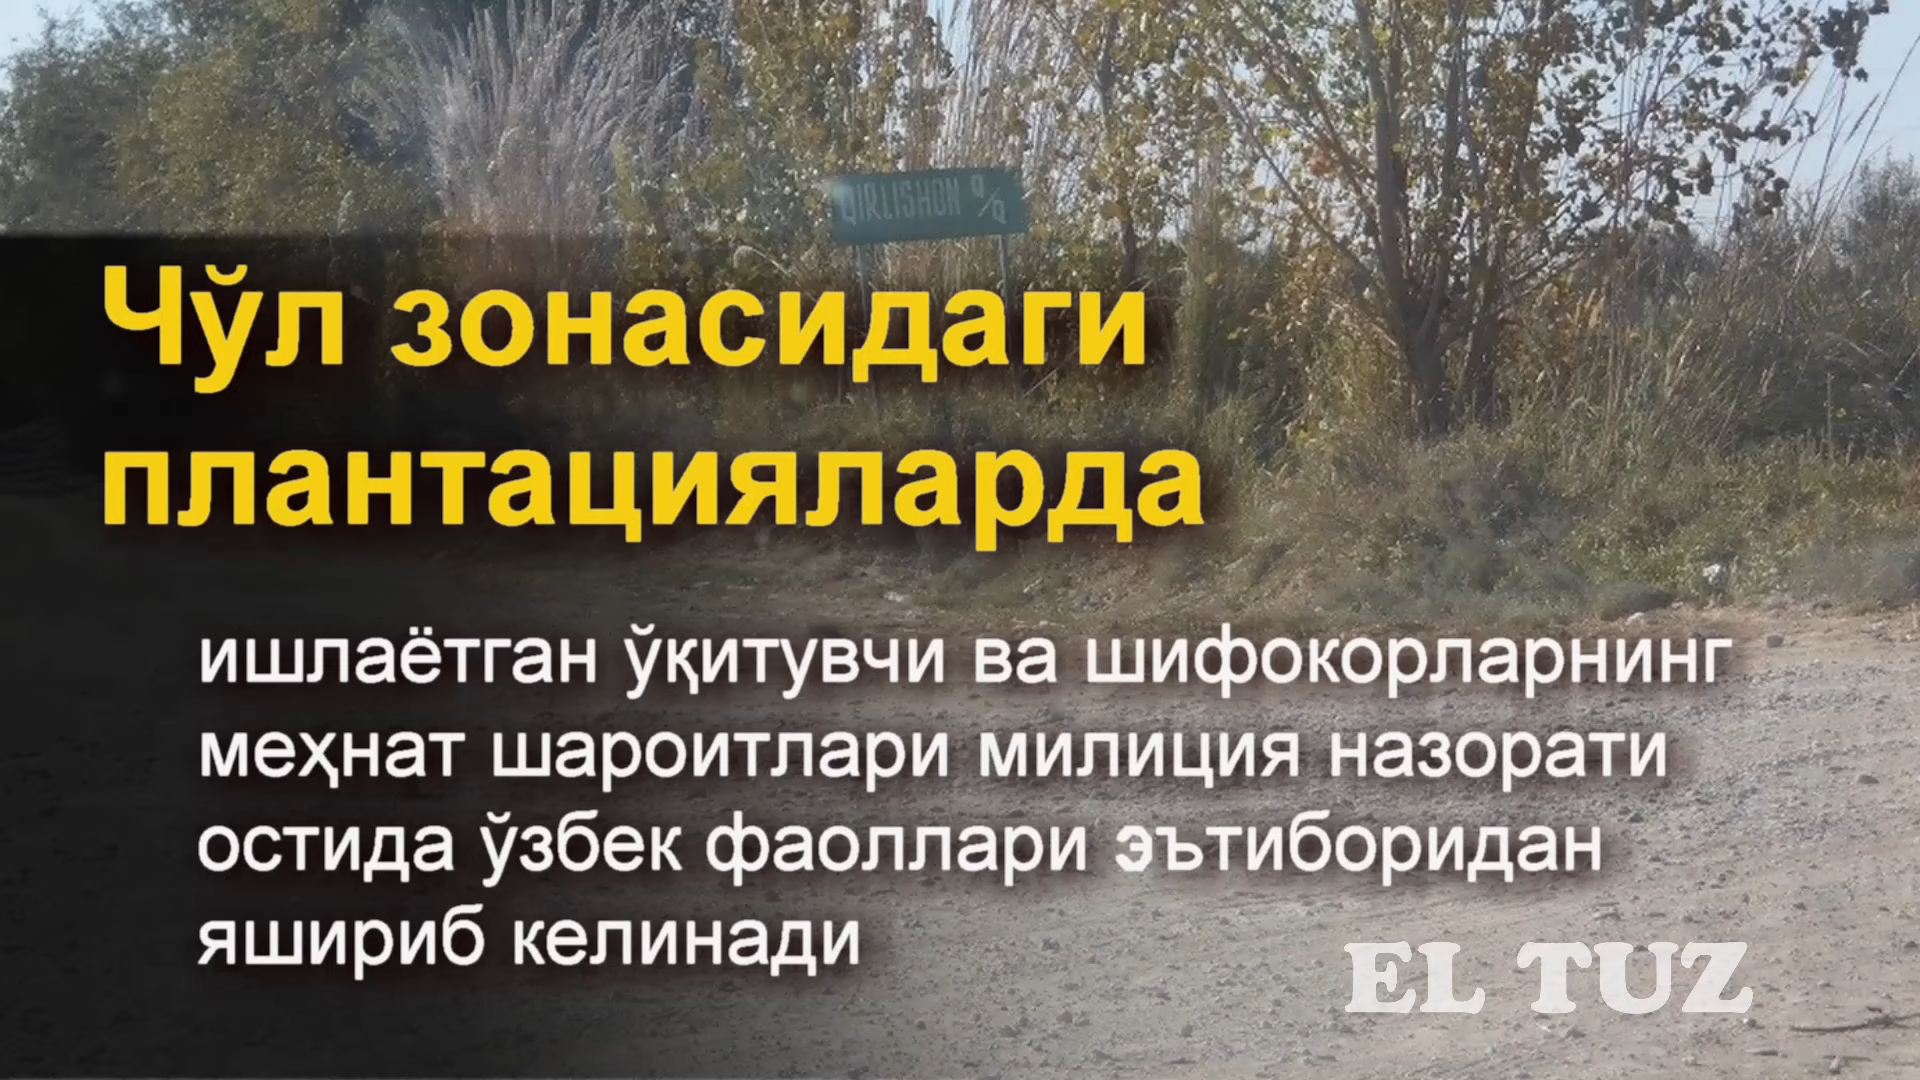 QIRLISHON Q/Q
Чўл зонасидаги
плантацияларда
ишлаётган ўқитувчи ва шифокорларнинг
меҳнат шароитлари милиция назорати
остида ўзбек фаоллари эътиборидан
яшириб келинади
EL TUZ